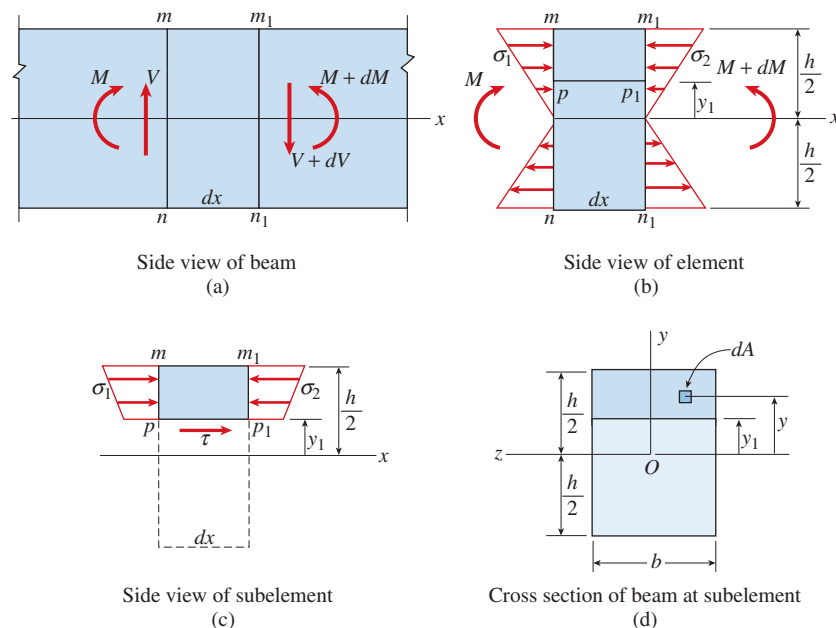 m m₁
M V M + dM
x
V + dV
dx
n n₁
Side view of beam
(a)
m m₁
σ₁ σ₂
M M + dM
h/2
p p₁
y₁
x
h/2
dx
n n₁
Side view of element
(b)
m m₁
σ₁ σ₂
h/2
p p₁
τ
y₁
x
dx
Side view of subelement
(c)
y
dA
h/2
y₁
y
z
O
h/2
b
Cross section of beam at subelement
(d)